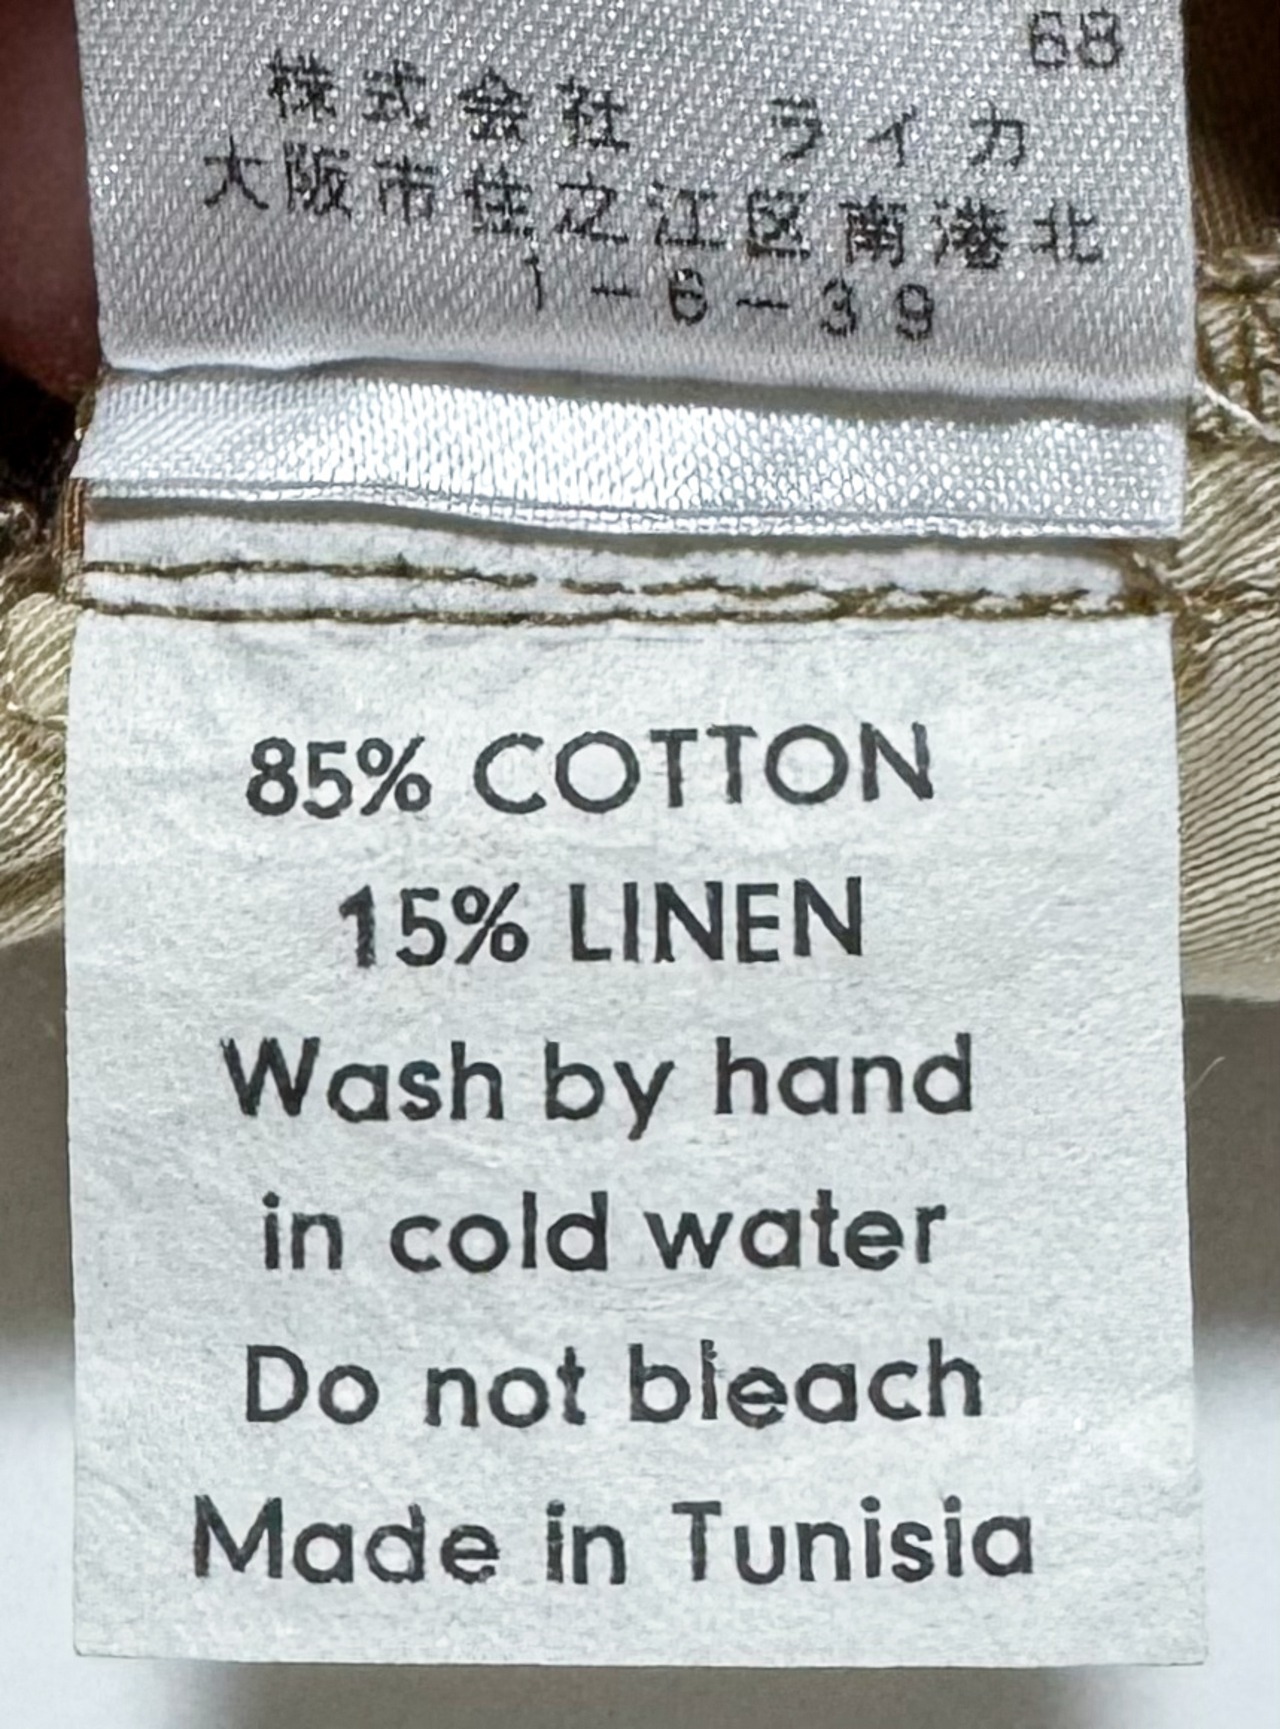 68
株式会社 ライカ
大阪市住之江区南港北
1-6-39
85% COTTON
15% LINEN
Wash by hand
in cold water
Do not bleach
Made in Tunisia